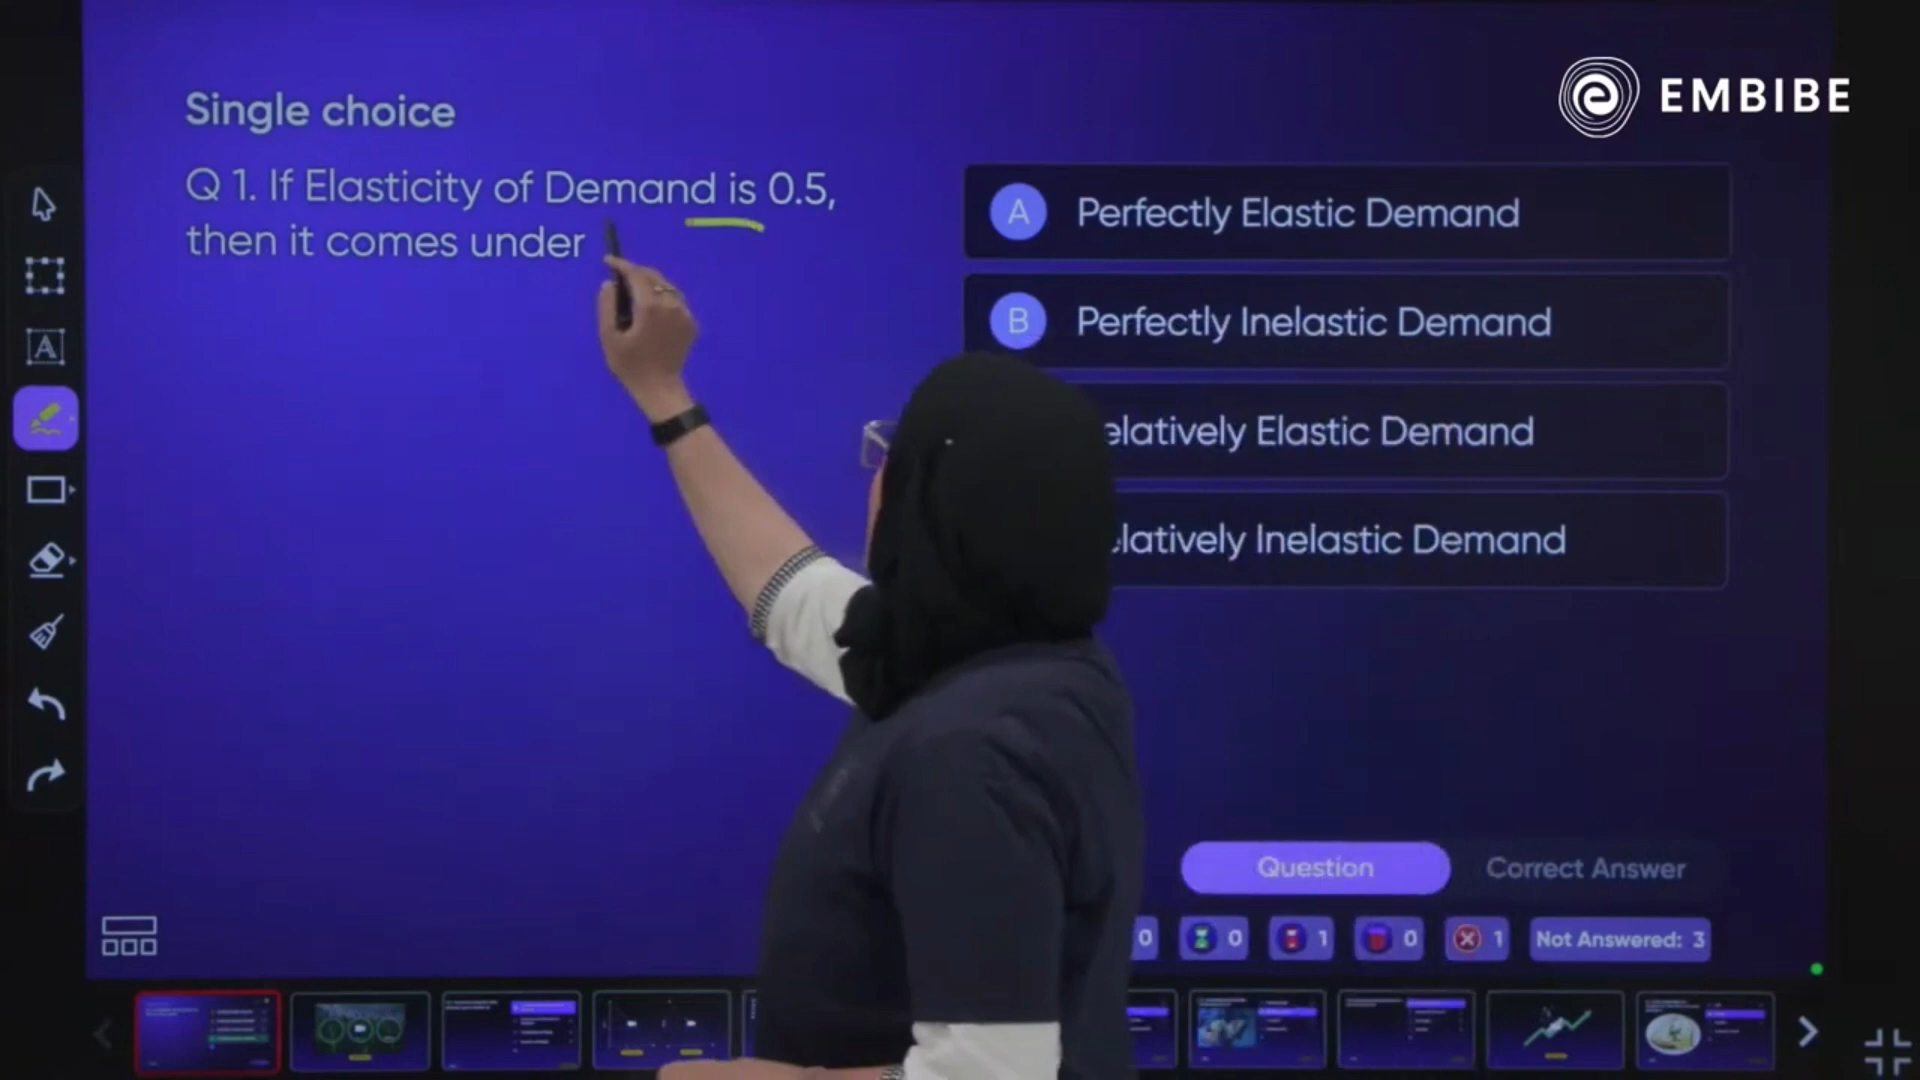 EMBIBE
Single choice
Q 1. If Elasticity of Demand is 0.5,
then it comes under
A Perfectly Elastic Demand
B Perfectly Inelastic Demand
elatively Elastic Demand
elatively Inelastic Demand
Question Correct Answer
0 0 1 0 1 Not Answered: 3